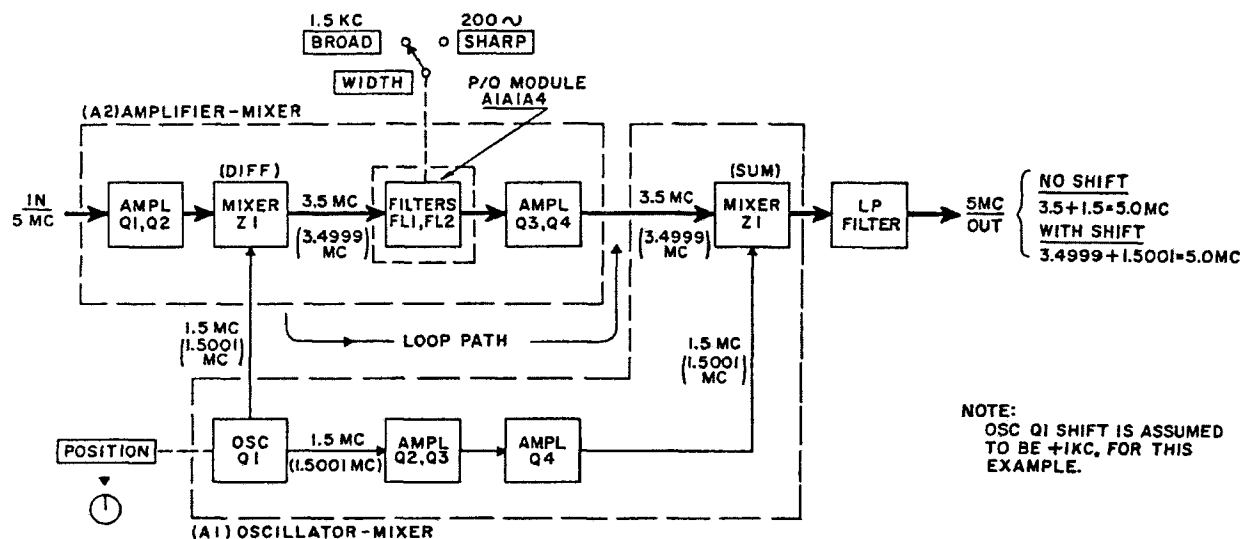 1.5 KC
BROAD
200 ~
SHARP
WIDTH
P/O MODULE
A1A1A4
(A2) AMPLIFIER-MIXER
IN
5 MC
AMPL
Q1,Q2
(DIFF)
MIXER
Z1
3.5 MC
(3.4999)
MC
FILTERS
FL1,FL2
AMPL
Q3,Q4
3.5 MC
(3.4999)
MC
(SUM)
MIXER
Z1
LP
FILTER
5MC
OUT
NO SHIFT
3.5+1.5=5.0MC
WITH SHIFT
3.4999+1.5001=5.0MC
1.5 MC
(1.5001)
MC
LOOP PATH
1.5 MC
(1.5001)
MC
POSITION
OSC
Q1
1.5 MC
(1.5001 MC)
AMPL
Q2,Q3
AMPL
Q4
(A1) OSCILLATOR-MIXER
NOTE:
OSC Q1 SHIFT IS ASSUMED
TO BE +1KC, FOR THIS
EXAMPLE.